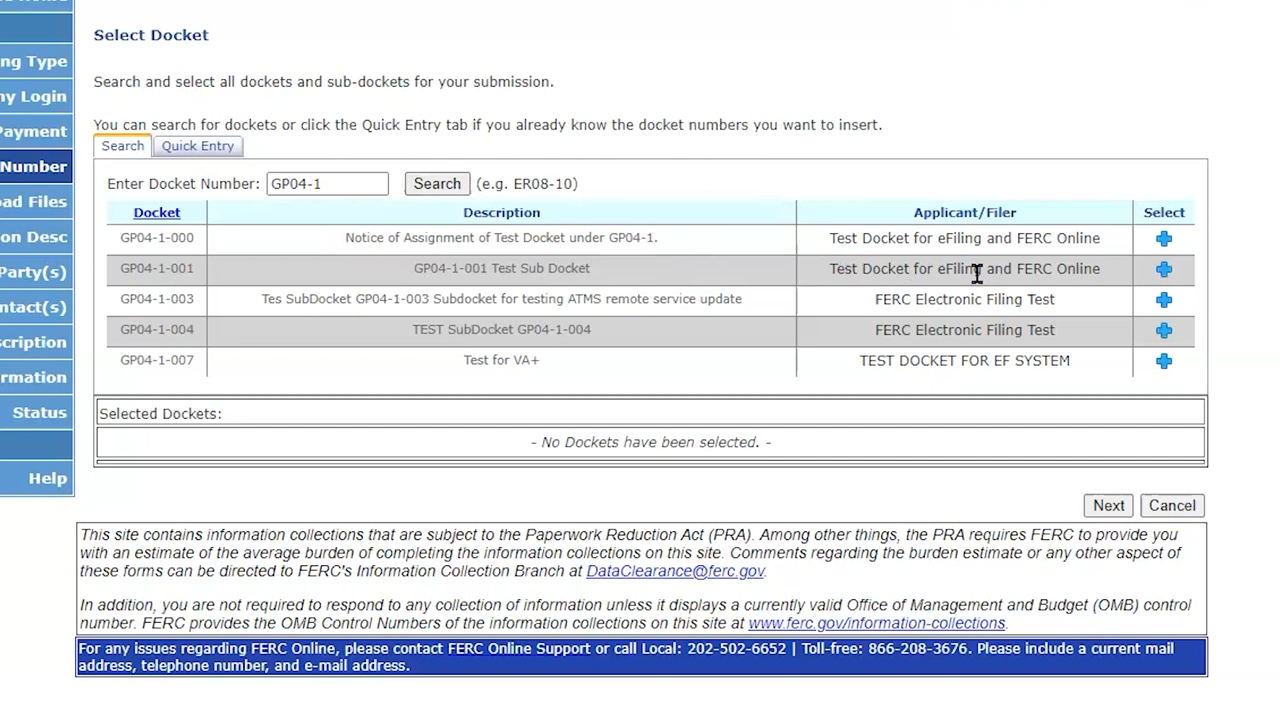 Select Docket
Search and select all dockets and sub-dockets for your submission.
You can search for dockets or click the Quick Entry tab if you already know the docket numbers you want to insert.
Search Quick Entry
Enter Docket Number: GP04-1 Search (e.g. ER08-10)
Docket Description Applicant/Filer Select
GP04-1-000 Notice of Assignment of Test Docket under GP04-1. Test Docket for eFiling and FERC Online
GP04-1-001 GP04-1-001 Test Sub Docket Test Docket for eFiling and FERC Online
GP04-1-003 Tes SubDocket GP04-1-003 Subdocket for testing ATMS remote service update FERC Electronic Filing Test
GP04-1-004 TEST SubDocket GP04-1-004 FERC Electronic Filing Test
GP04-1-007 Test for VA+ TEST DOCKET FOR EF SYSTEM
Selected Dockets:
- No Dockets have been selected. -
Next Cancel
ng Type
ny Login
Payment
Number
ad Files
on Desc
Party(s)
ntact(s)
scription
rmation
Status
Help
This site contains information collections that are subject to the Paperwork Reduction Act (PRA). Among other things, the PRA requires FERC to provide you
with an estimate of the average burden of completing the information collections on this site. Comments regarding the burden estimate or any other aspect of
these forms can be directed to FERC's Information Collection Branch at DataClearance@ferc.gov.
In addition, you are not required to respond to any collection of information unless it displays a currently valid Office of Management and Budget (OMB) control
number. FERC provides the OMB Control Numbers of the information collections on this site at www.ferc.gov/information-collections.
For any issues regarding FERC Online, please contact FERC Online Support or call Local: 202-502-6652 | Toll-free: 866-208-3676. Please include a current mail
address, telephone number, and e-mail address.